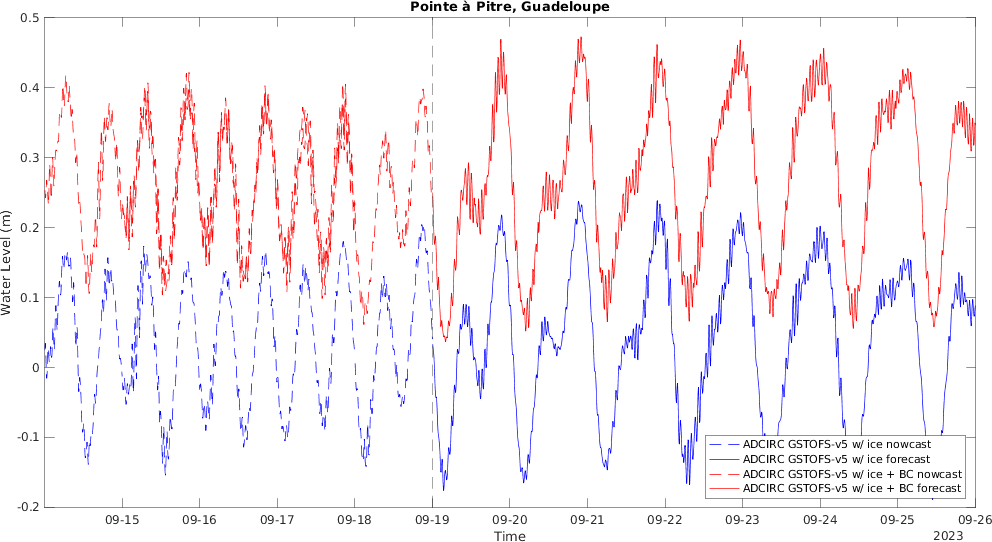 Pointe à Pitre, Guadeloupe
0.5
0.4
0.3
0.2
0.1
0
-0.1
-0.2
Water Level (m)
ADCIRC GSTOFS-v5 w/ ice nowcast
ADCIRC GSTOFS-v5 w/ ice forecast
ADCIRC GSTOFS-v5 w/ ice + BC nowcast
ADCIRC GSTOFS-v5 w/ ice + BC forecast
09-15 09-16 09-17 09-18 09-19 09-20 09-21 09-22 09-23 09-24 09-25 09-26
Time
2023